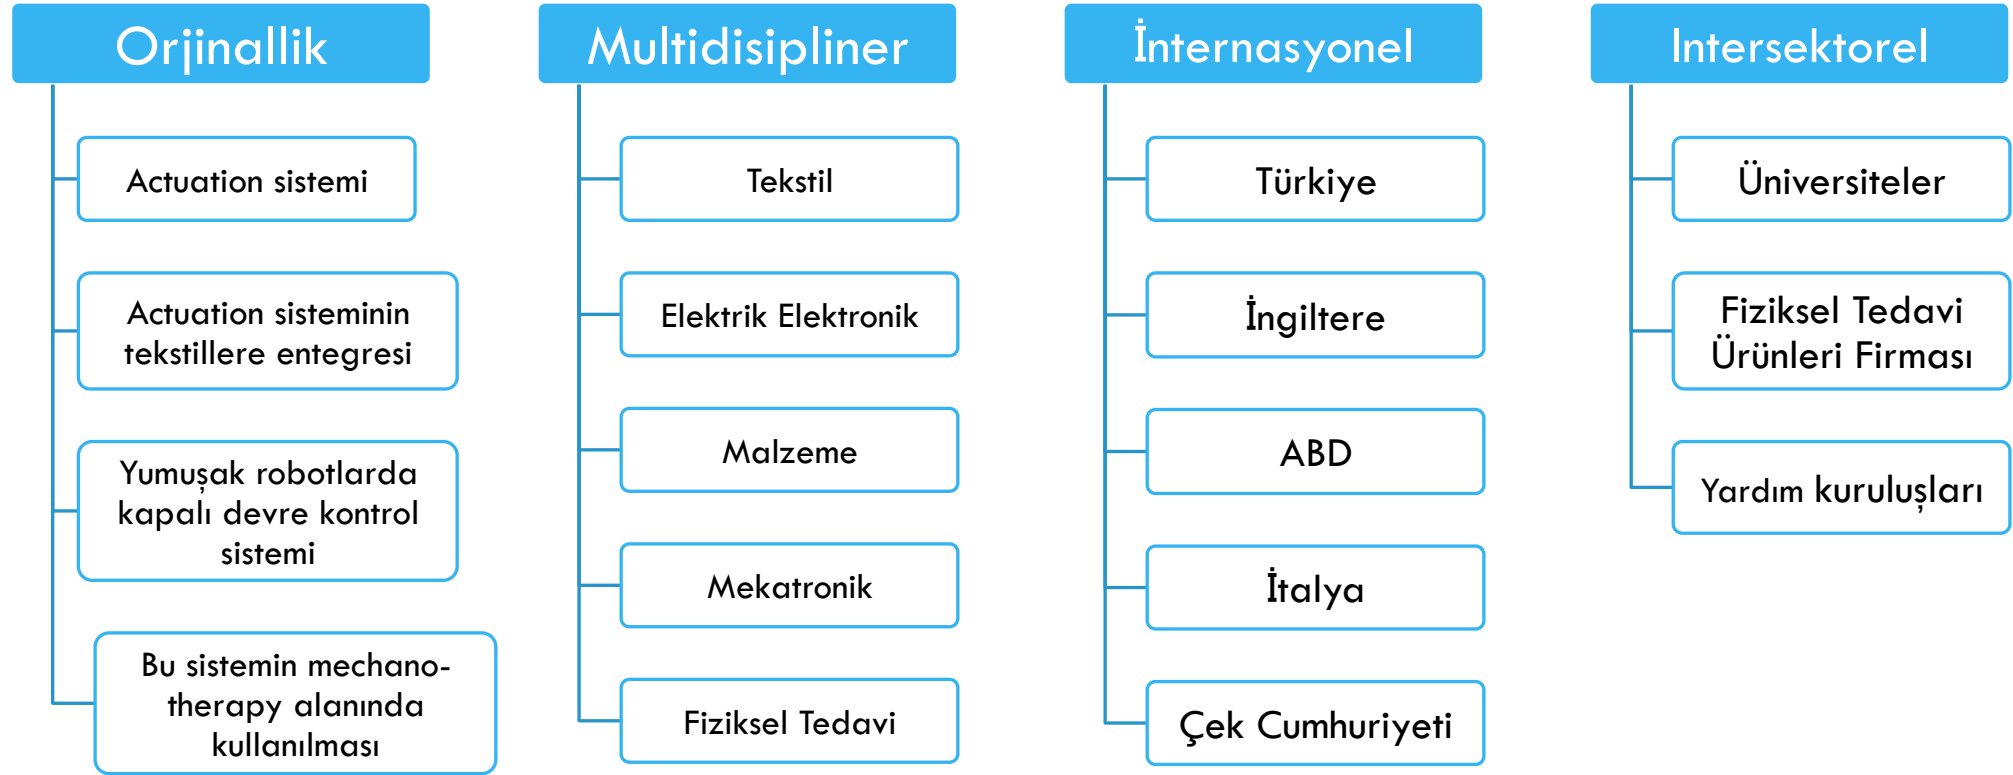 Orjinallik
Actuation sistemi
Actuation sisteminin
tekstillere entegresi
Yumuşak robotlarda
kapalı devre kontrol
sistemi
Bu sistemin mechano-
therapy alanında
kullanılması
Multidisipliner
Tekstil
Elektrik Elektronik
Malzeme
Mekatronik
Fiziksel Tedavi
İnternasyonel
Türkiye
İngiltere
ABD
İtalya
Çek Cumhuriyeti
Intersektorel
Üniversiteler
Fiziksel Tedavi
Ürünleri Firması
Yardım kuruluşları